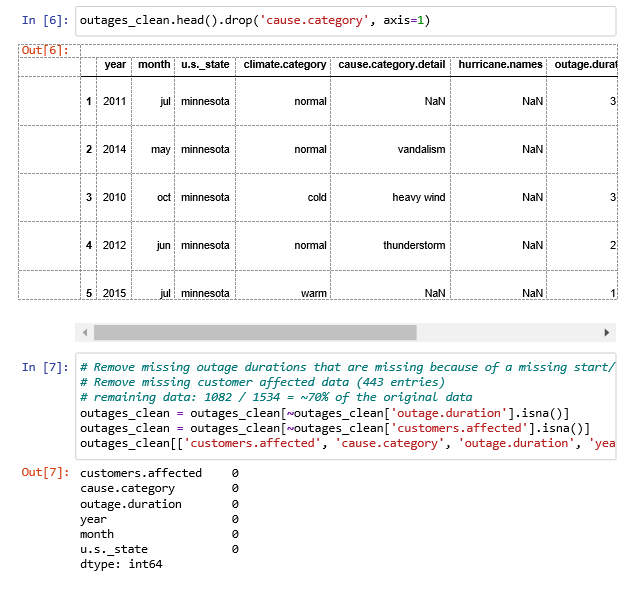 In [6]: outages_clean.head().drop('cause.category', axis=1)
Out[6]:
year month u.s._state climate.category cause.category.detail hurricane.names outage.durat
1 2011 jul minnesota normal NaN NaN 3
2 2014 may minnesota normal vandalism NaN
3 2010 oct minnesota cold heavy wind NaN 3
4 2012 jun minnesota normal thunderstorm NaN 2
5 2015 jul minnesota warm NaN NaN 1
In [7]: # Remove missing outage durations that are missing because of a missing start/
# Remove missing customer affected data (443 entries)
# remaining data: 1082 / 1534 = ~70% of the original data
outages_clean = outages_clean[~outages_clean['outage.duration'].isna()]
outages_clean = outages_clean[~outages_clean['customers.affected'].isna()]
outages_clean[['customers.affected', 'cause.category', 'outage.duration', 'yea
Out[7]: customers.affected 0
cause.category 0
outage.duration 0
year 0
month 0
u.s._state 0
dtype: int64